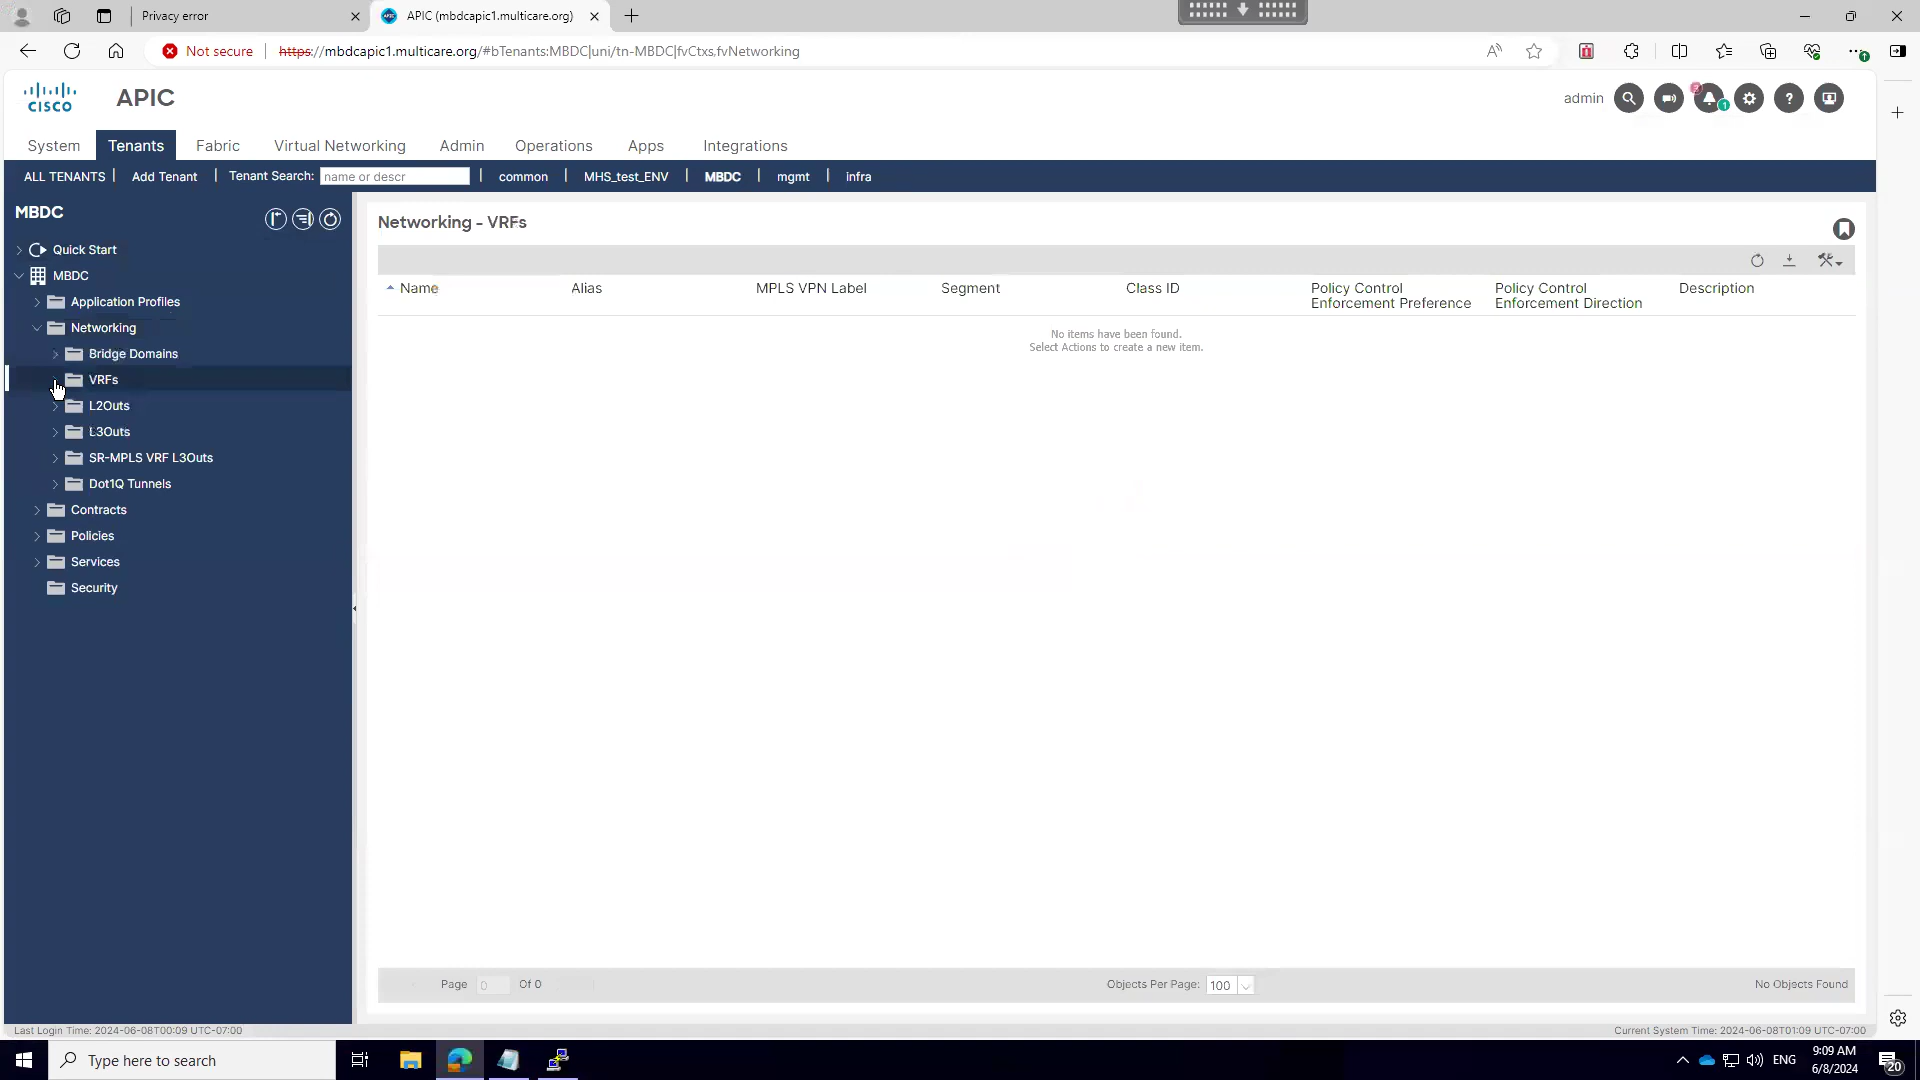 Privacy error
APIC (mbdcapic1.multicare.org)
Not secure
https://mbdcapic1.multicare.org/#bTenants:MBDC|uni/tn-MBDC|fvCtxs,fvNetworking
CISCO
APIC
admin
1
System
Tenants
Fabric
Virtual Networking
Admin
Operations
Apps
Integrations
ALL TENANTS | Add Tenant | Tenant Search: name or descr | common | MHS_test_ENV | MBDC | mgmt | infra
MBDC
Quick Start
MBDC
Application Profiles
Networking
Bridge Domains
VRFs
L2Outs
L3Outs
SR-MPLS VRF L3Outs
Dot1Q Tunnels
Contracts
Policies
Services
Security
Networking - VRFs
Name
Alias
MPLS VPN Label
Segment
Class ID
Policy Control
Enforcement Preference
Policy Control
Enforcement Direction
Description
No items have been found.
Select Actions to create a new item.
Page 0 Of 0
Objects Per Page: 100
No Objects Found
Last Login Time: 2024-06-08T00:09 UTC-07:00
Current System Time: 2024-06-08T01:09 UTC-07:00
Type here to search
ENG
9:09 AM
6/8/2024
20